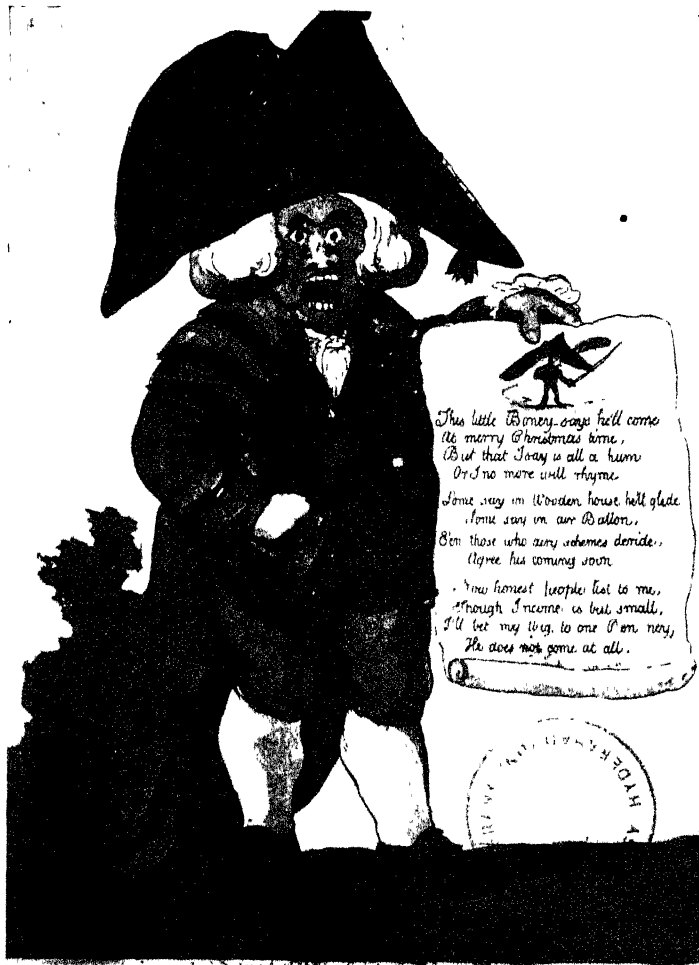 This little Boney says he'll come
At merry Christmas time,
But that I say is all a hum
Or I no more will rhyme
Some say in Wooden house he'll glide
Some say in air Ballon,
E'en those who airy schemes deride,
Agree his coming soon
Now honest people list to me,
Though Income is but small,
I'll bet my Wig to one Pen ney,
He does not come at all.
HYDERABAD